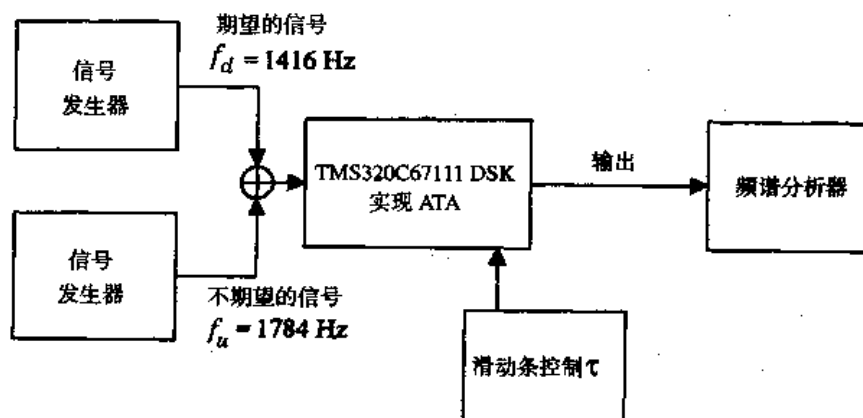 期望的信号
f_d = 1416 Hz
信号
发生器
TMS320C67111 DSK
实现 ATA
输出
频谱分析器
信号
发生器
不期望的信号
f_u = 1784 Hz
滑动条控制τ